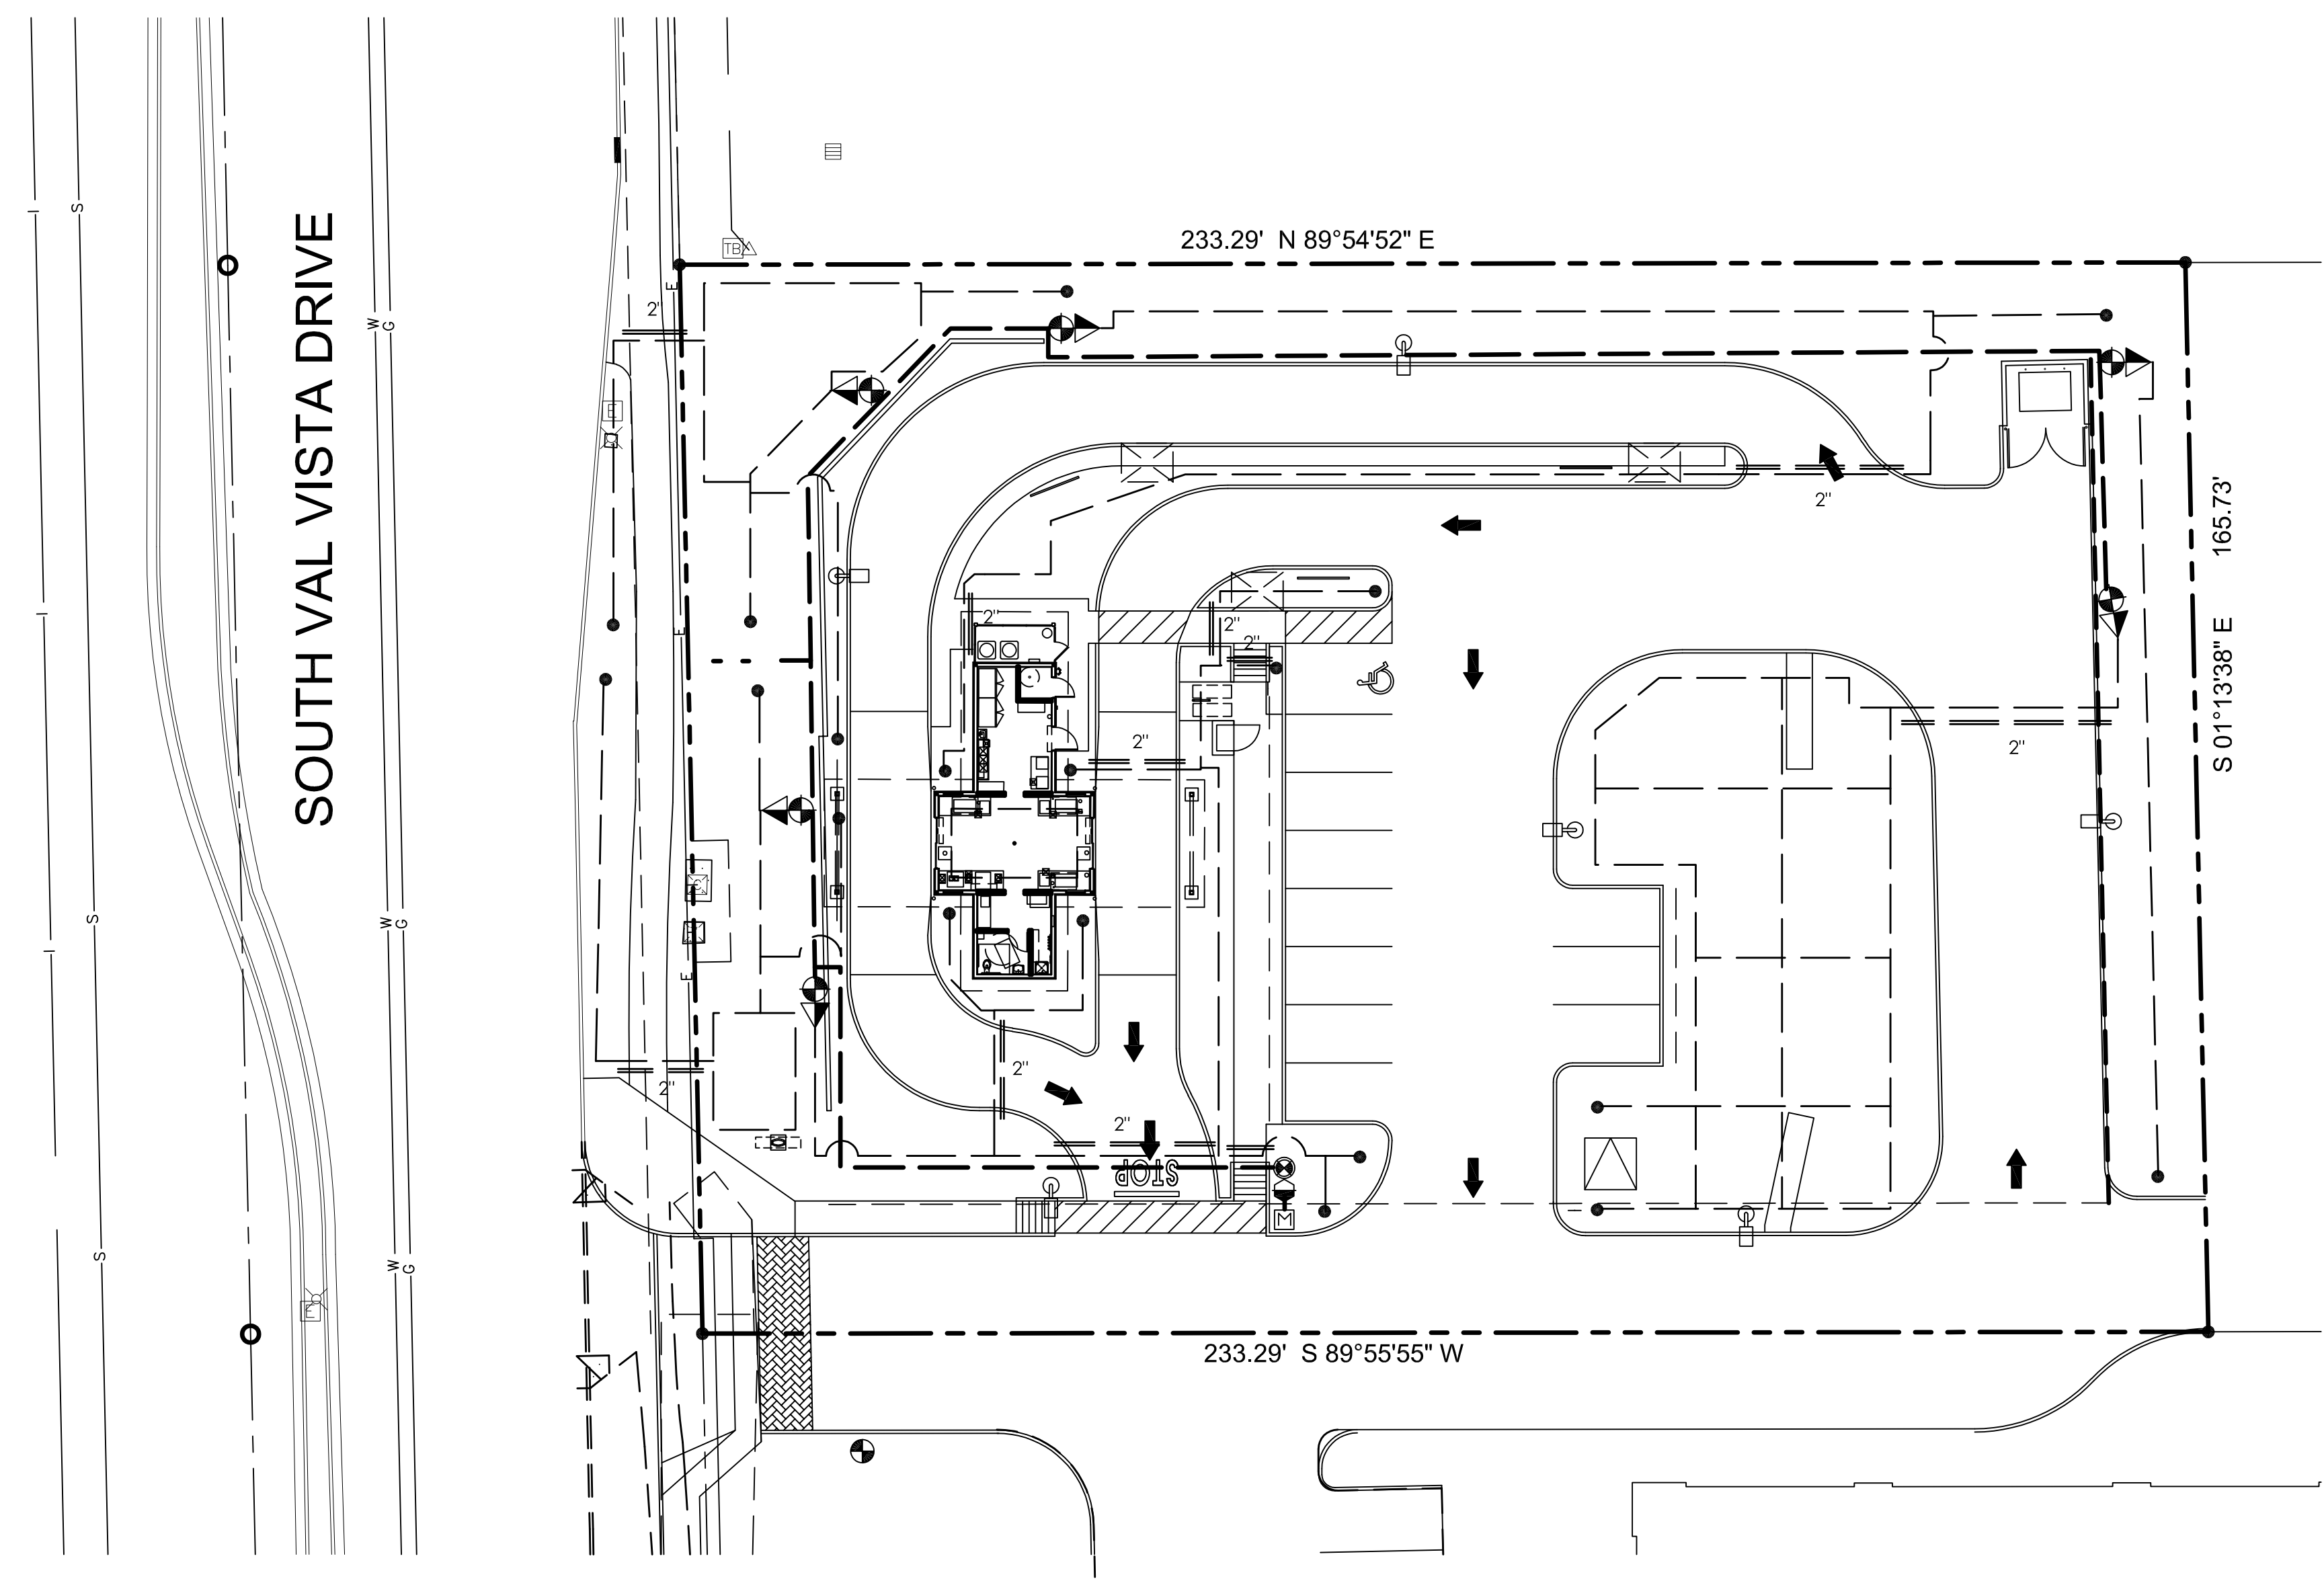 I
S
W
G
SOUTH VAL VISTA DRIVE
TB
E
2"
233.29' N 89°54'52" E
E
2"
165.73'
S 01°13'38" E
I
E
2"
2"
2"
2"
2"
I
S
W
G
E
2"
2"
2"
STOP
M
S
W
G
E
233.29' S 89°55'55" W